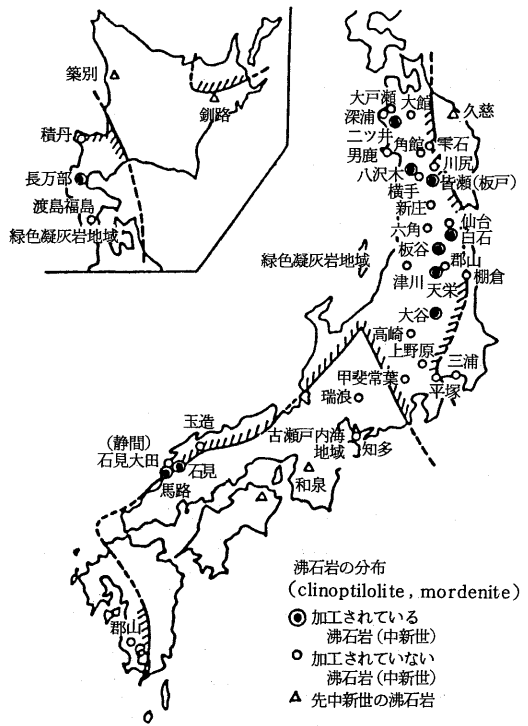 築別
釧路
積丹
長万部
渡島福島
緑色凝灰岩地域
大戸瀬
大館
深浦
久慈
二ツ井
角館
雫石
男鹿
川尻
八沢木
皆瀬(板戸)
横手
新庄
仙台
六角
白石
板谷
緑色凝灰岩地域
郡山
津川
棚倉
天栄
大谷
高崎
上野原
三浦
甲斐常葉
平塚
瑞浪
玉造
古瀬戸内海
地域
知多
(静間)
石見大田
石見
馬路
和泉
郡山
沸石岩の分布
(clinoptilolite, mordenite)
加工されている
沸石岩(中新世)
加工されていない
沸石岩(中新世)
先中新世の沸石岩